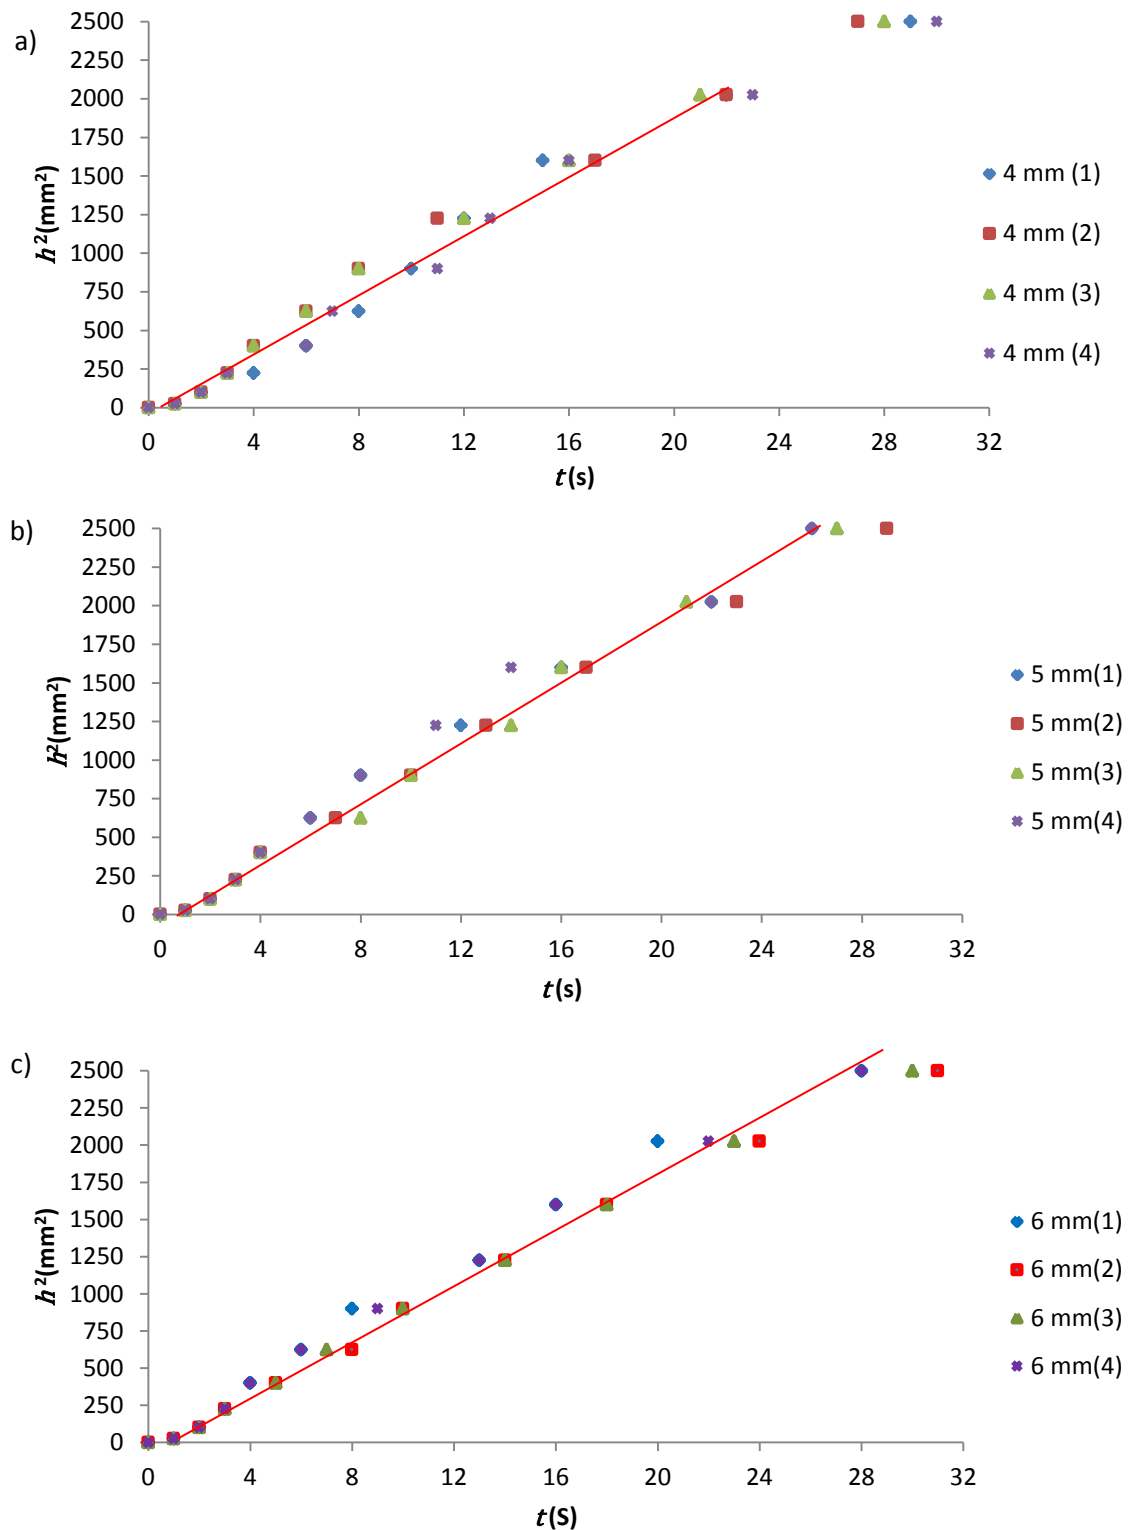 a)
2500
2250
2000
1750
1500
1250
1000
750
500
250
0
h²(mm²)
0 4 8 12 16 20 24 28 32
t(s)
4 mm (1)
4 mm (2)
4 mm (3)
4 mm (4)
b)
2500
2250
2000
1750
1500
1250
1000
750
500
250
0
h²(mm²)
0 4 8 12 16 20 24 28 32
t(s)
5 mm(1)
5 mm(2)
5 mm(3)
5 mm(4)
c)
2500
2250
2000
1750
1500
1250
1000
750
500
250
0
h²(mm²)
0 4 8 12 16 20 24 28 32
t(S)
6 mm(1)
6 mm(2)
6 mm(3)
6 mm(4)